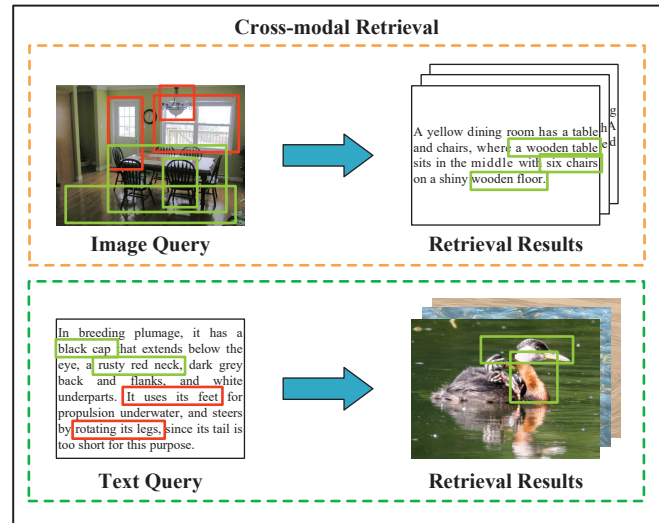 Cross-modal Retrieval
A yellow dining room has a table
and chairs, where a wooden table
sits in the middle with six chairs
on a shiny wooden floor.
g
h A
e d
Image Query
Retrieval Results
In breeding plumage, it has a
black cap that extends below the
eye, a rusty red neck, dark grey
back and flanks, and white
underparts. It uses its feet for
propulsion underwater, and steers
by rotating its legs, since its tail is
too short for this purpose.
Text Query
Retrieval Results